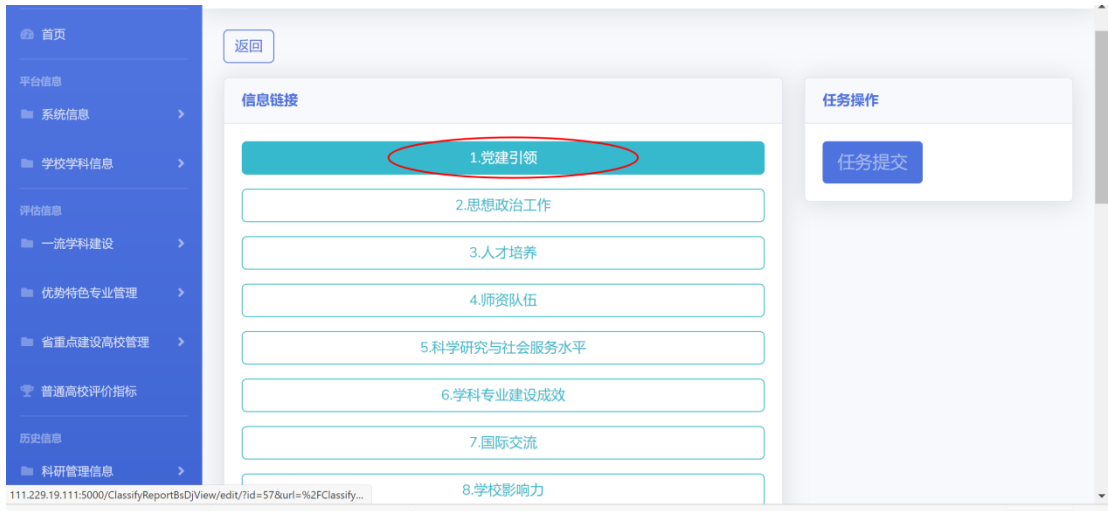 首页
平台信息
系统信息
学校学科信息
评估信息
一流学科建设
优势特色专业管理
省重点建设高校管理
普通高校评价指标
历史信息
科研管理信息
返回
信息链接
1.党建引领
2.思想政治工作
3.人才培养
4.师资队伍
5.科学研究与社会服务水平
6.学科专业建设成效
7.国际交流
8.学校影响力
任务操作
任务提交
111.229.19.111:5000/ClassifyReportBsDjView/edit/?id=57&url=%2FClassify...